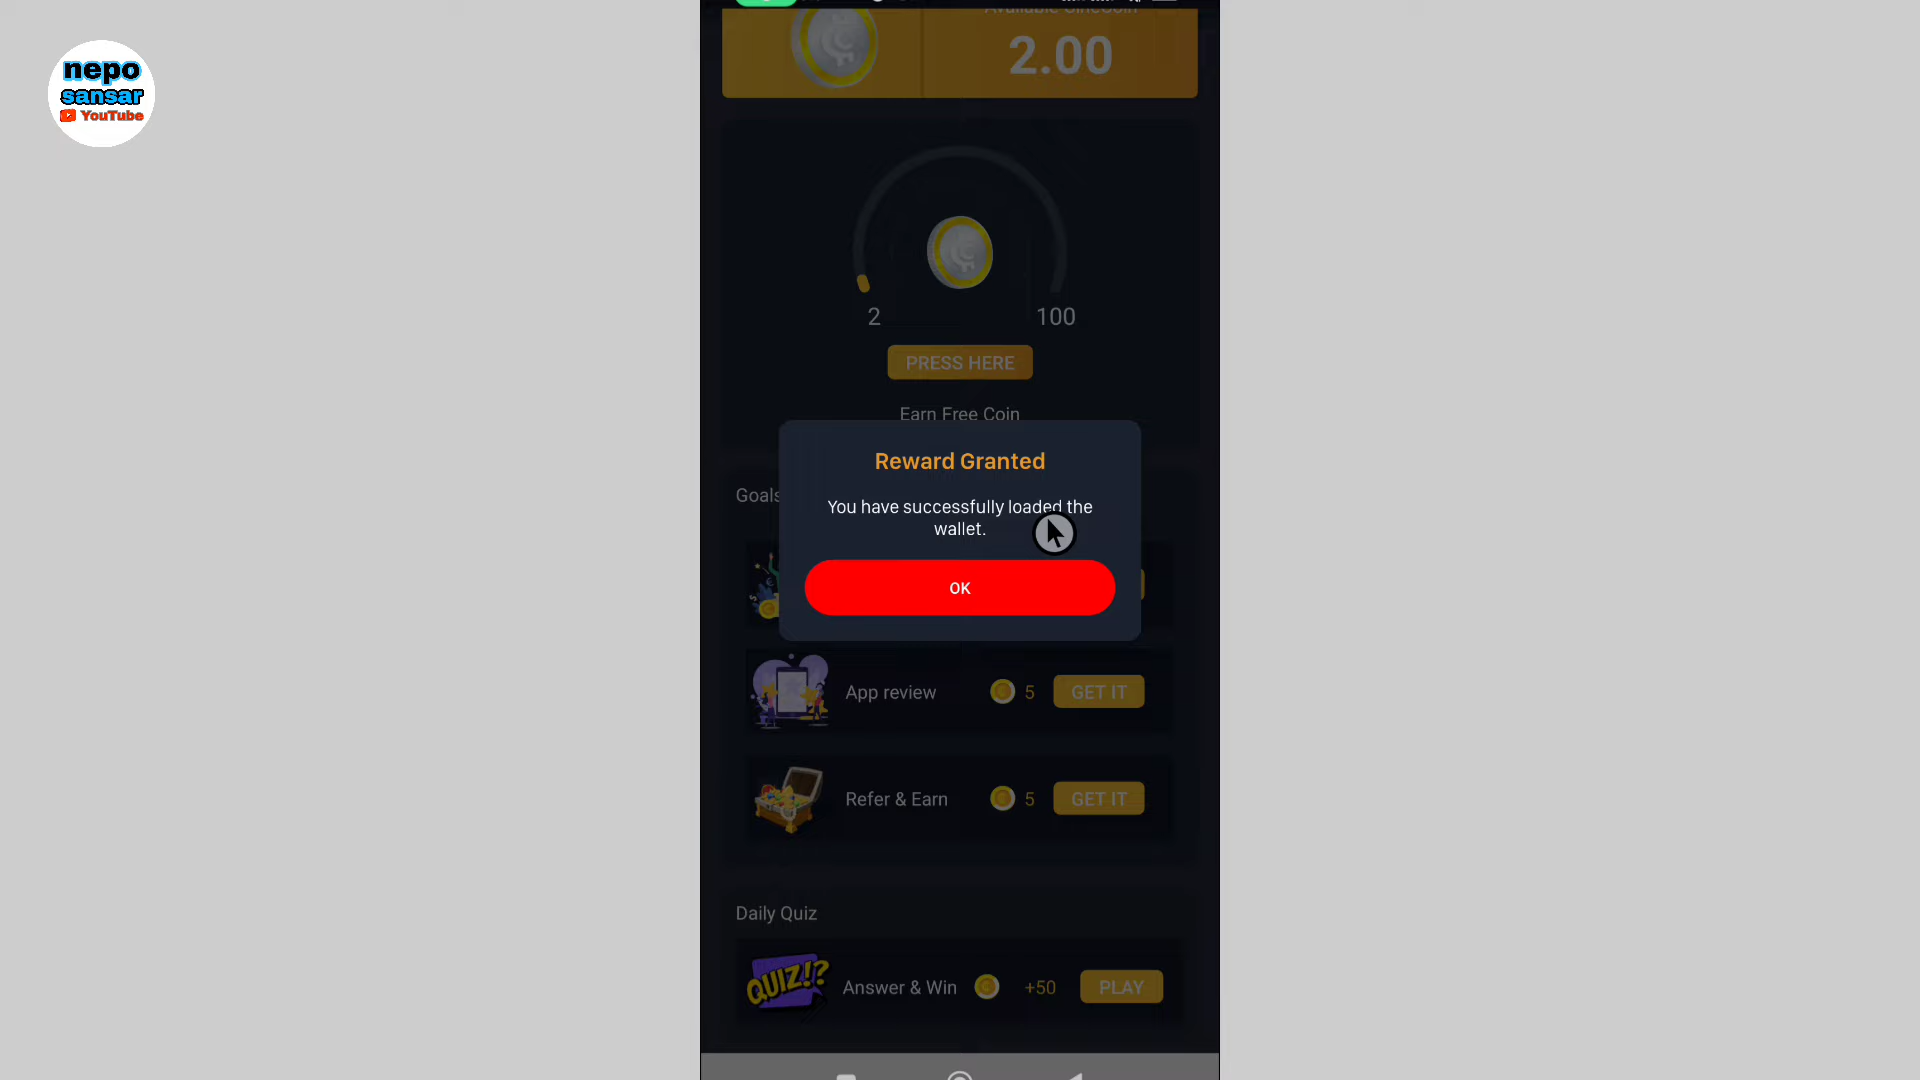 nepo
sansar
YouTube
Available CineCoin
2.00
2
100
PRESS HERE
Earn Free Coin
Reward Granted
You have successfully loaded the
wallet.
OK
Goals
App review
5
GET IT
Refer & Earn
5
GET IT
Daily Quiz
QUIZ!?
Answer & Win
+50
PLAY